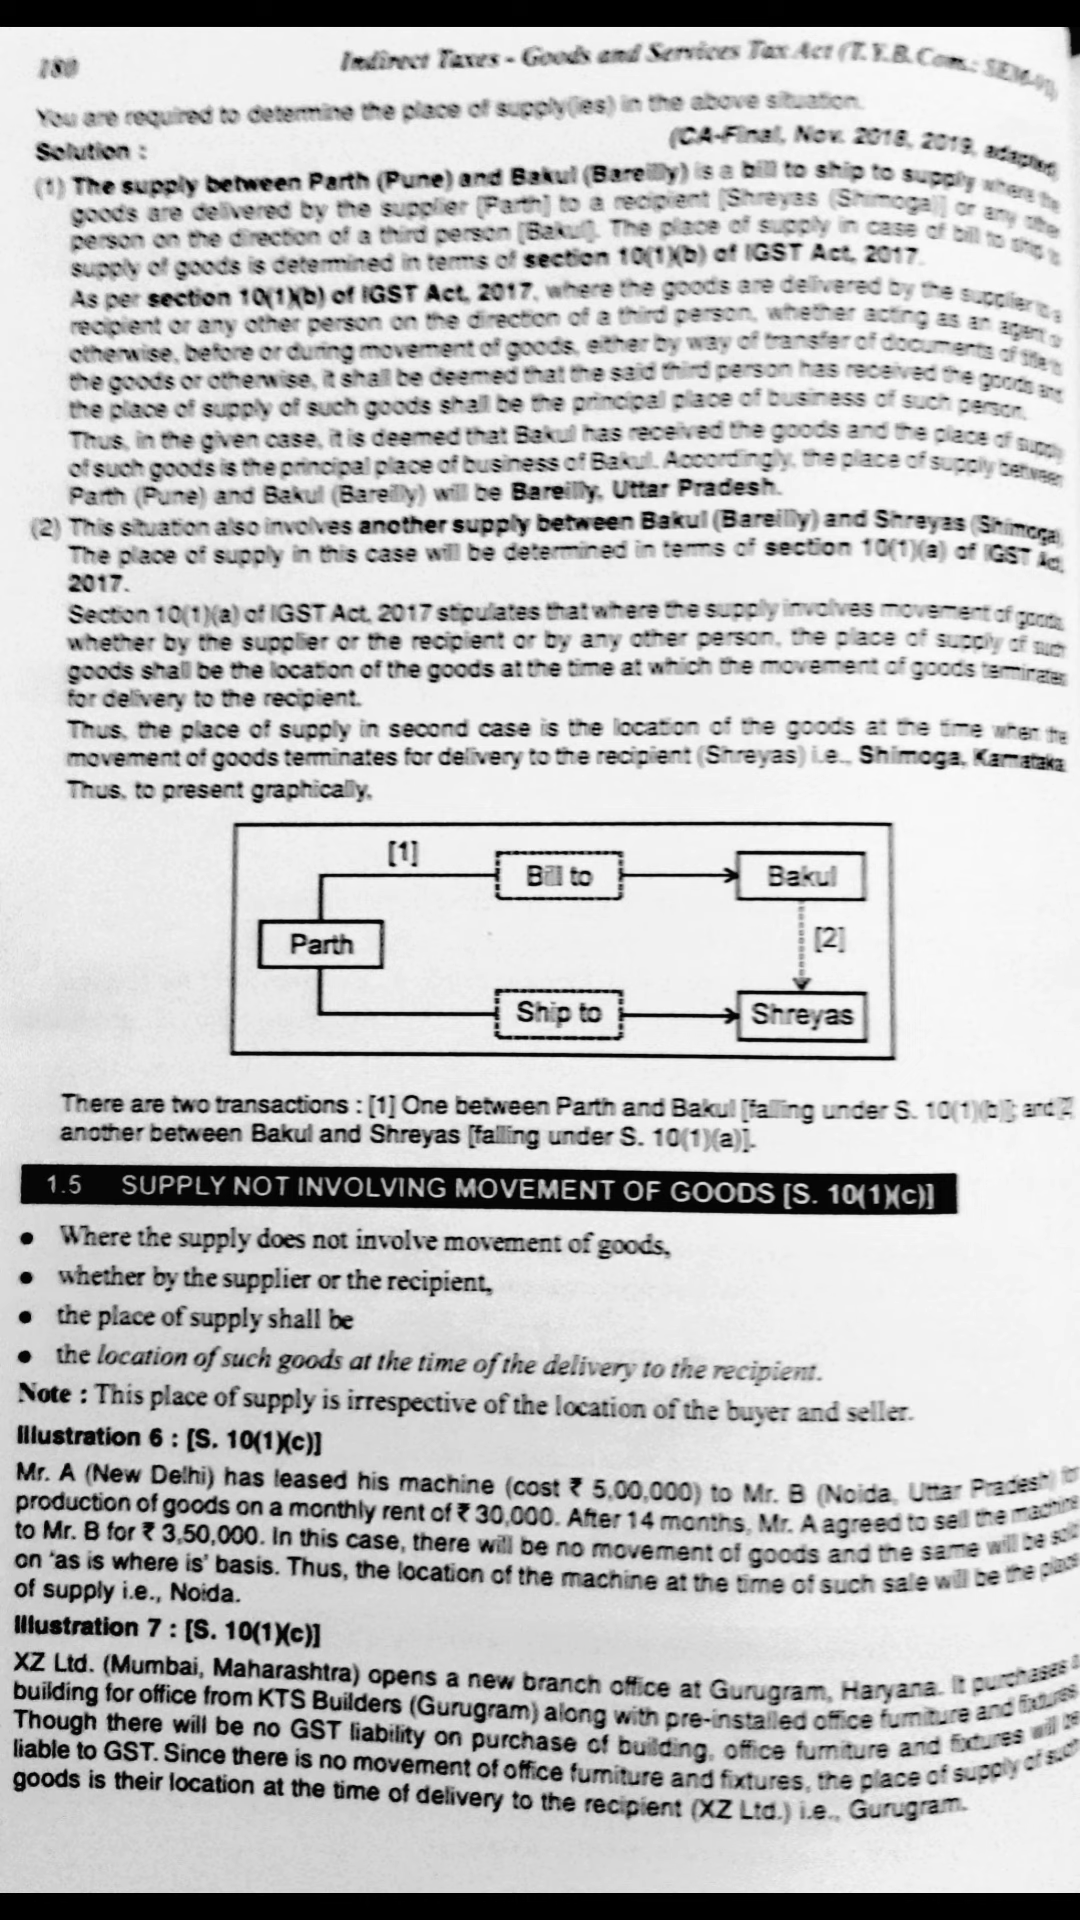 180
Indirect Taxes - Goods and Services Tax Act (T.Y.B.Com.: SEM-VI)
You are required to determine the place of supply(ies) in the above situation.
(CA-Final, Nov. 2018, 2019, adapted)
Solution :
(1) The supply between Parth (Pune) and Bakul (Bareilly) is a bill to ship to supply where the
goods are delivered by the supplier [Parth] to a recipient [Shreyas (Shimoga)] or any other
person on the direction of a third person [Bakul]. The place of supply in case of bill to ship to
supply of goods is determined in terms of section 10(1)(b) of IGST Act, 2017.
As per section 10(1)(b) of IGST Act, 2017, where the goods are delivered by the supplier to a
recipient or any other person on the direction of a third person, whether acting as an agent or
otherwise, before or during movement of goods, either by way of transfer of documents of title to
the goods or otherwise, it shall be deemed that the said third person has received the goods and
the place of supply of such goods shall be the principal place of business of such person.
Thus, in the given case, it is deemed that Bakul has received the goods and the place of supply
of such goods is the principal place of business of Bakul. Accordingly, the place of supply between
Parth (Pune) and Bakul (Bareilly) will be Bareilly, Uttar Pradesh.
(2) This situation also involves another supply between Bakul (Bareilly) and Shreyas (Shimoga)
The place of supply in this case will be determined in terms of section 10(1)(a) of IGST Act,
2017.
Section 10(1)(a) of IGST Act, 2017 stipulates that where the supply involves movement of goods,
whether by the supplier or the recipient or by any other person, the place of supply of such
goods shall be the location of the goods at the time at which the movement of goods terminates
for delivery to the recipient.
Thus, the place of supply in second case is the location of the goods at the time when the
movement of goods terminates for delivery to the recipient (Shreyas) i.e., Shimoga, Karnataka
Thus, to present graphically,
[1]
Bill to
Bakul
Parth
[2]
Ship to
Shreyas
There are two transactions : [1] One between Parth and Bakul [falling under S. 10(1)(b)]; and [2]
another between Bakul and Shreyas [falling under S. 10(1)(a)].
1.5 SUPPLY NOT INVOLVING MOVEMENT OF GOODS [S. 10(1)(c)]
• Where the supply does not involve movement of goods,
• whether by the supplier or the recipient,
• the place of supply shall be
• the location of such goods at the time of the delivery to the recipient.
Note : This place of supply is irrespective of the location of the buyer and seller.
Illustration 6 : [S. 10(1)(c)]
Mr. A (New Delhi) has leased his machine (cost ₹ 5,00,000) to Mr. B (Noida, Uttar Pradesh) for
production of goods on a monthly rent of ₹ 30,000. After 14 months, Mr. A agreed to sell the machine
to Mr. B for ₹ 3,50,000. In this case, there will be no movement of goods and the same will be sold
on 'as is where is' basis. Thus, the location of the machine at the time of such sale will be the place
of supply i.e., Noida.
Illustration 7 : [S. 10(1)(c)]
XZ Ltd. (Mumbai, Maharashtra) opens a new branch office at Gurugram, Haryana. It purchases a
building for office from KTS Builders (Gurugram) along with pre-installed office furniture and fixtures.
Though there will be no GST liability on purchase of building, office furniture and fixtures will be
liable to GST. Since there is no movement of office furniture and fixtures, the place of supply of such
goods is their location at the time of delivery to the recipient (XZ Ltd.) i.e., Gurugram.